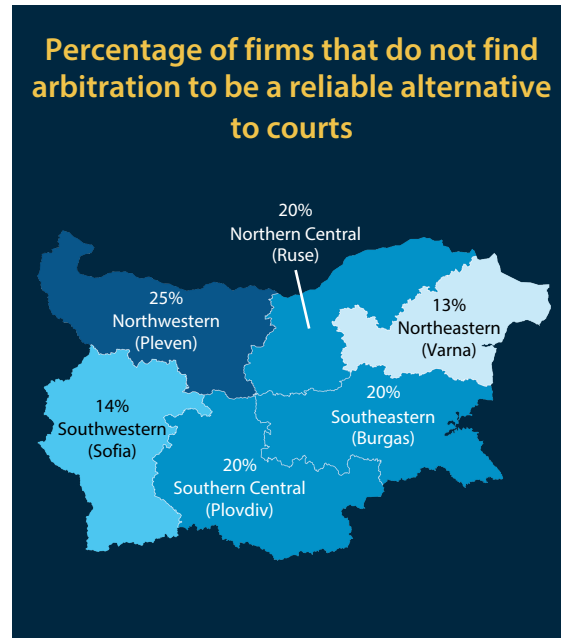 Percentage of firms that do not find
arbitration to be a reliable alternative
to courts
20%
Northern Central
(Ruse)
25%
Northwestern
(Pleven)
13%
Northeastern
(Varna)
14%
Southwestern
(Sofia)
20%
Southeastern
(Burgas)
20%
Southern Central
(Plovdiv)